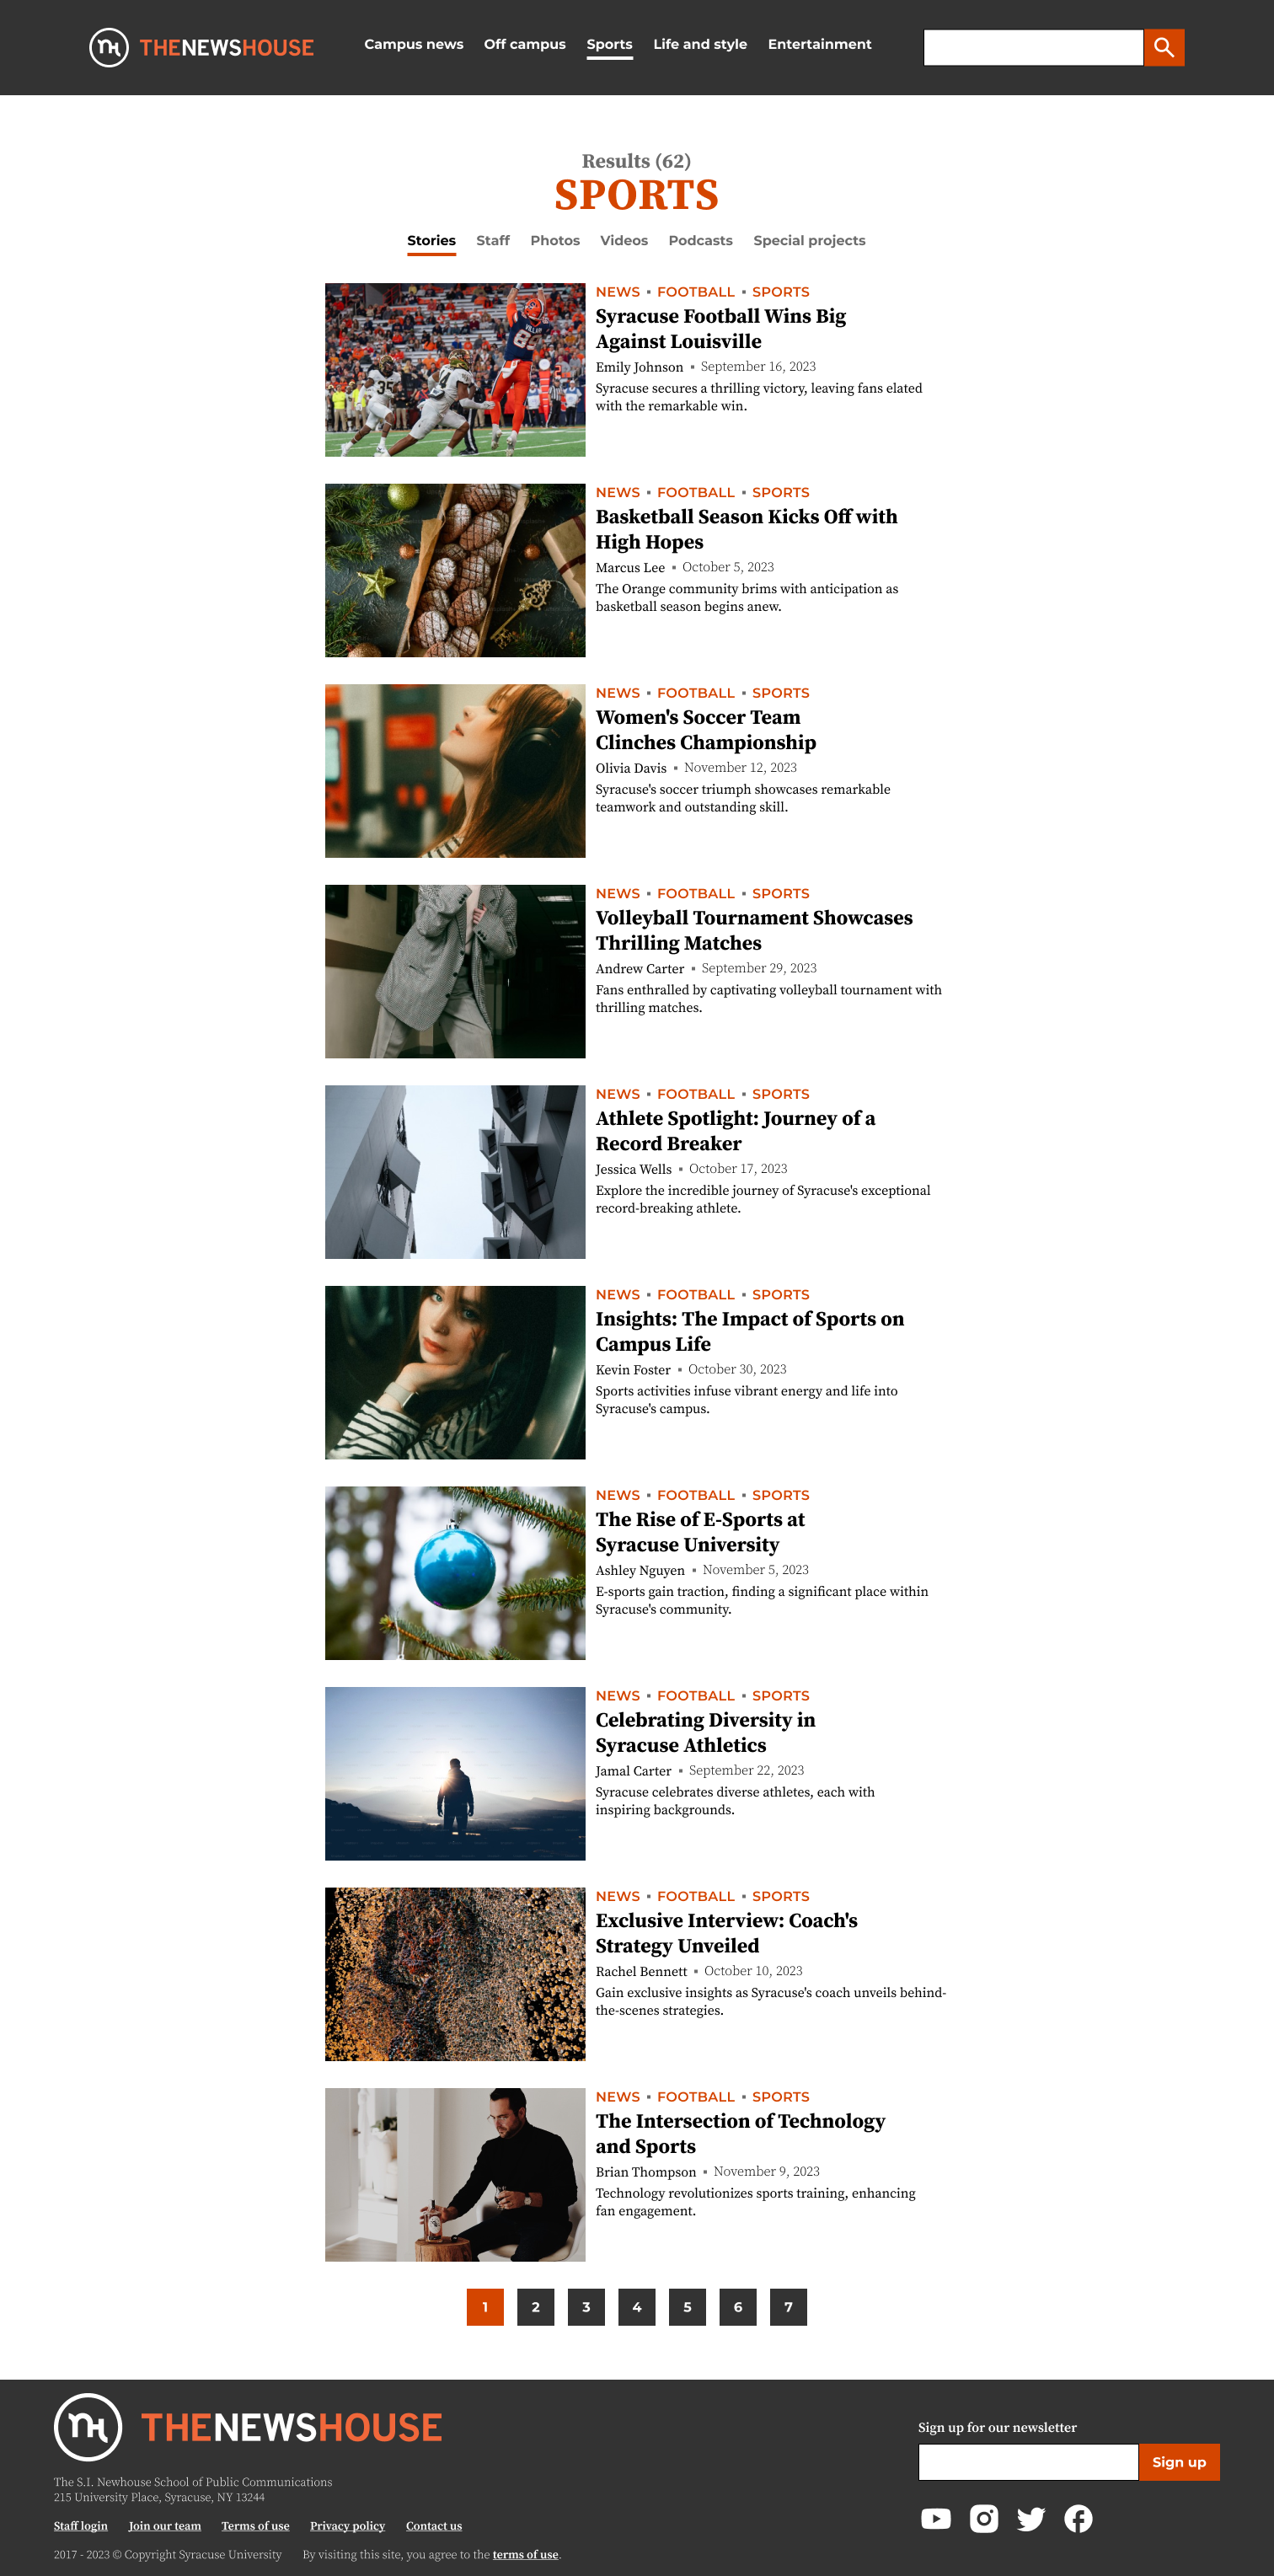 THENEWSHOUSE
Campus news Off campus Sports Life and style Entertainment
Results (62)
SPORTS
Stories Staff Photos Videos Podcasts Special projects
NEWS ▪ FOOTBALL ▪ SPORTS
Syracuse Football Wins Big
Against Louisville
Emily Johnson ▪ September 16, 2023
Syracuse secures a thrilling victory, leaving fans elated
with the remarkable win.
NEWS ▪ FOOTBALL ▪ SPORTS
Basketball Season Kicks Off with
High Hopes
Marcus Lee ▪ October 5, 2023
The Orange community brims with anticipation as
basketball season begins anew.
NEWS ▪ FOOTBALL ▪ SPORTS
Women's Soccer Team
Clinches Championship
Olivia Davis ▪ November 12, 2023
Syracuse's soccer triumph showcases remarkable
teamwork and outstanding skill.
NEWS ▪ FOOTBALL ▪ SPORTS
Volleyball Tournament Showcases
Thrilling Matches
Andrew Carter ▪ September 29, 2023
Fans enthralled by captivating volleyball tournament with
thrilling matches.
NEWS ▪ FOOTBALL ▪ SPORTS
Athlete Spotlight: Journey of a
Record Breaker
Jessica Wells ▪ October 17, 2023
Explore the incredible journey of Syracuse's exceptional
record-breaking athlete.
NEWS ▪ FOOTBALL ▪ SPORTS
Insights: The Impact of Sports on
Campus Life
Kevin Foster ▪ October 30, 2023
Sports activities infuse vibrant energy and life into
Syracuse's campus.
NEWS ▪ FOOTBALL ▪ SPORTS
The Rise of E-Sports at
Syracuse University
Ashley Nguyen ▪ November 5, 2023
E-sports gain traction, finding a significant place within
Syracuse's community.
NEWS ▪ FOOTBALL ▪ SPORTS
Celebrating Diversity in
Syracuse Athletics
Jamal Carter ▪ September 22, 2023
Syracuse celebrates diverse athletes, each with
inspiring backgrounds.
NEWS ▪ FOOTBALL ▪ SPORTS
Exclusive Interview: Coach's
Strategy Unveiled
Rachel Bennett ▪ October 10, 2023
Gain exclusive insights as Syracuse's coach unveils behind-
the-scenes strategies.
NEWS ▪ FOOTBALL ▪ SPORTS
The Intersection of Technology
and Sports
Brian Thompson ▪ November 9, 2023
Technology revolutionizes sports training, enhancing
fan engagement.
1 2 3 4 5 6 7
THENEWSHOUSE
The S.I. Newhouse School of Public Communications
215 University Place, Syracuse, NY 13244
Staff login Join our team Terms of use Privacy policy Contact us
2017 - 2023 © Copyright Syracuse University By visiting this site, you agree to the terms of use.
Sign up for our newsletter
Sign up